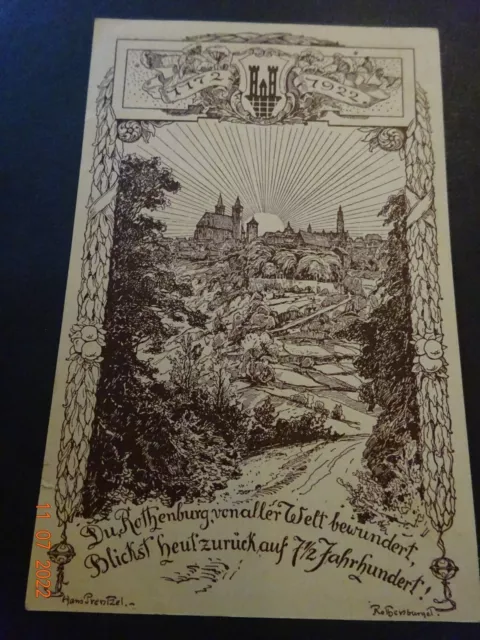 1172
1922
Du, Rothenburg, von aller Welt bewundert,
Blickst heut' zurück auf 7½ Jahrhundert!
Hans Prentzel.
Rothenburg o/T.
11 07 2022